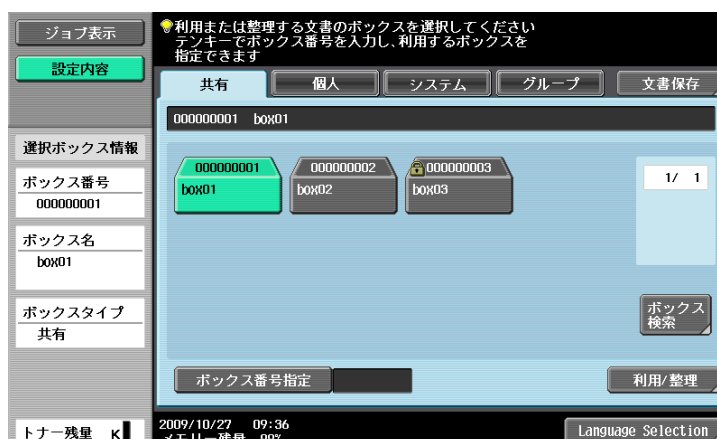 ジョブ表示
設定内容
利用または整理する文書のボックスを選択してください
テンキーでボックス番号を入力し、利用するボックスを
指定できます
共有
個人
システム
グループ
文書保存
000000001 box01
選択ボックス情報
ボックス番号
000000001
ボックス名
box01
ボックスタイプ
共有
000000001
box01
000000002
box02
000000003
box03
1/ 1
ボックス
検索
ボックス番号指定
利用/整理
トナー残量 K
2009/10/27 09:36
メモリー残量 99%
Language Selection